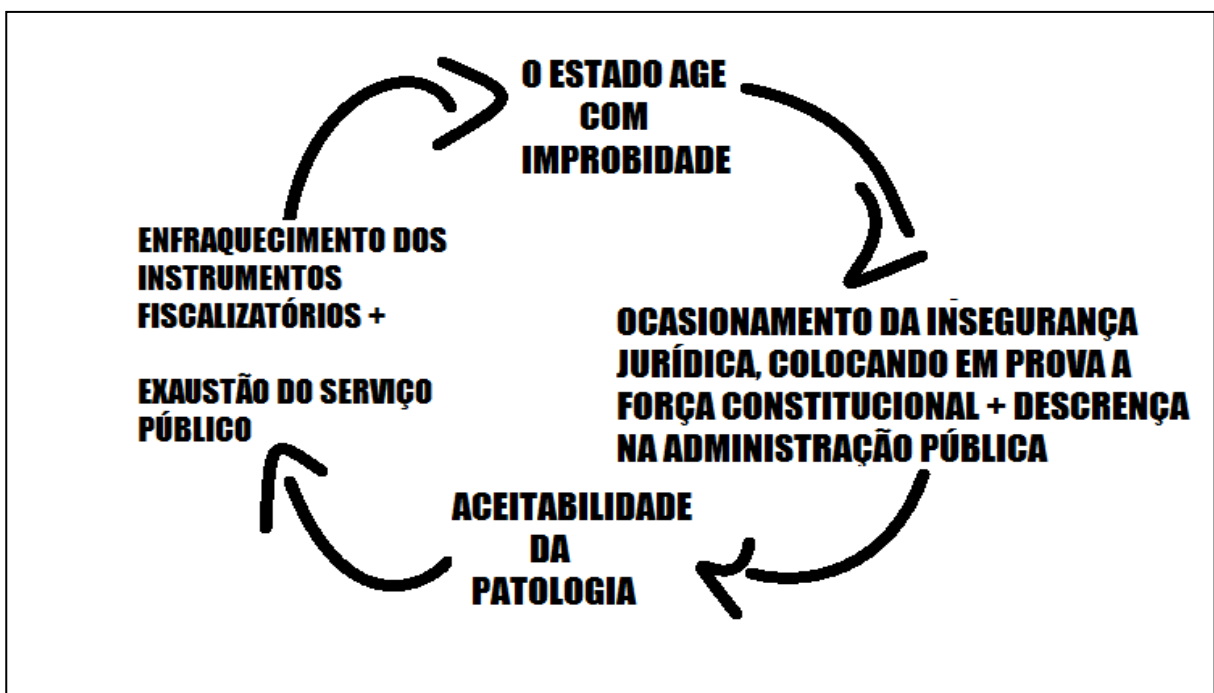 O ESTADO AGE
COM
IMPROBIDADE
OCASIONAMENTO DA INSEGURANÇA
JURÍDICA, COLOCANDO EM PROVA A
FORÇA CONSTITUCIONAL + DESCRENÇA
NA ADMINISTRAÇÃO PÚBLICA
ACEITABILIDADE
DA
PATOLOGIA
ENFRAQUECIMENTO DOS
INSTRUMENTOS
FISCALIZATÓRIOS +
EXAUSTÃO DO SERVIÇO
PÚBLICO